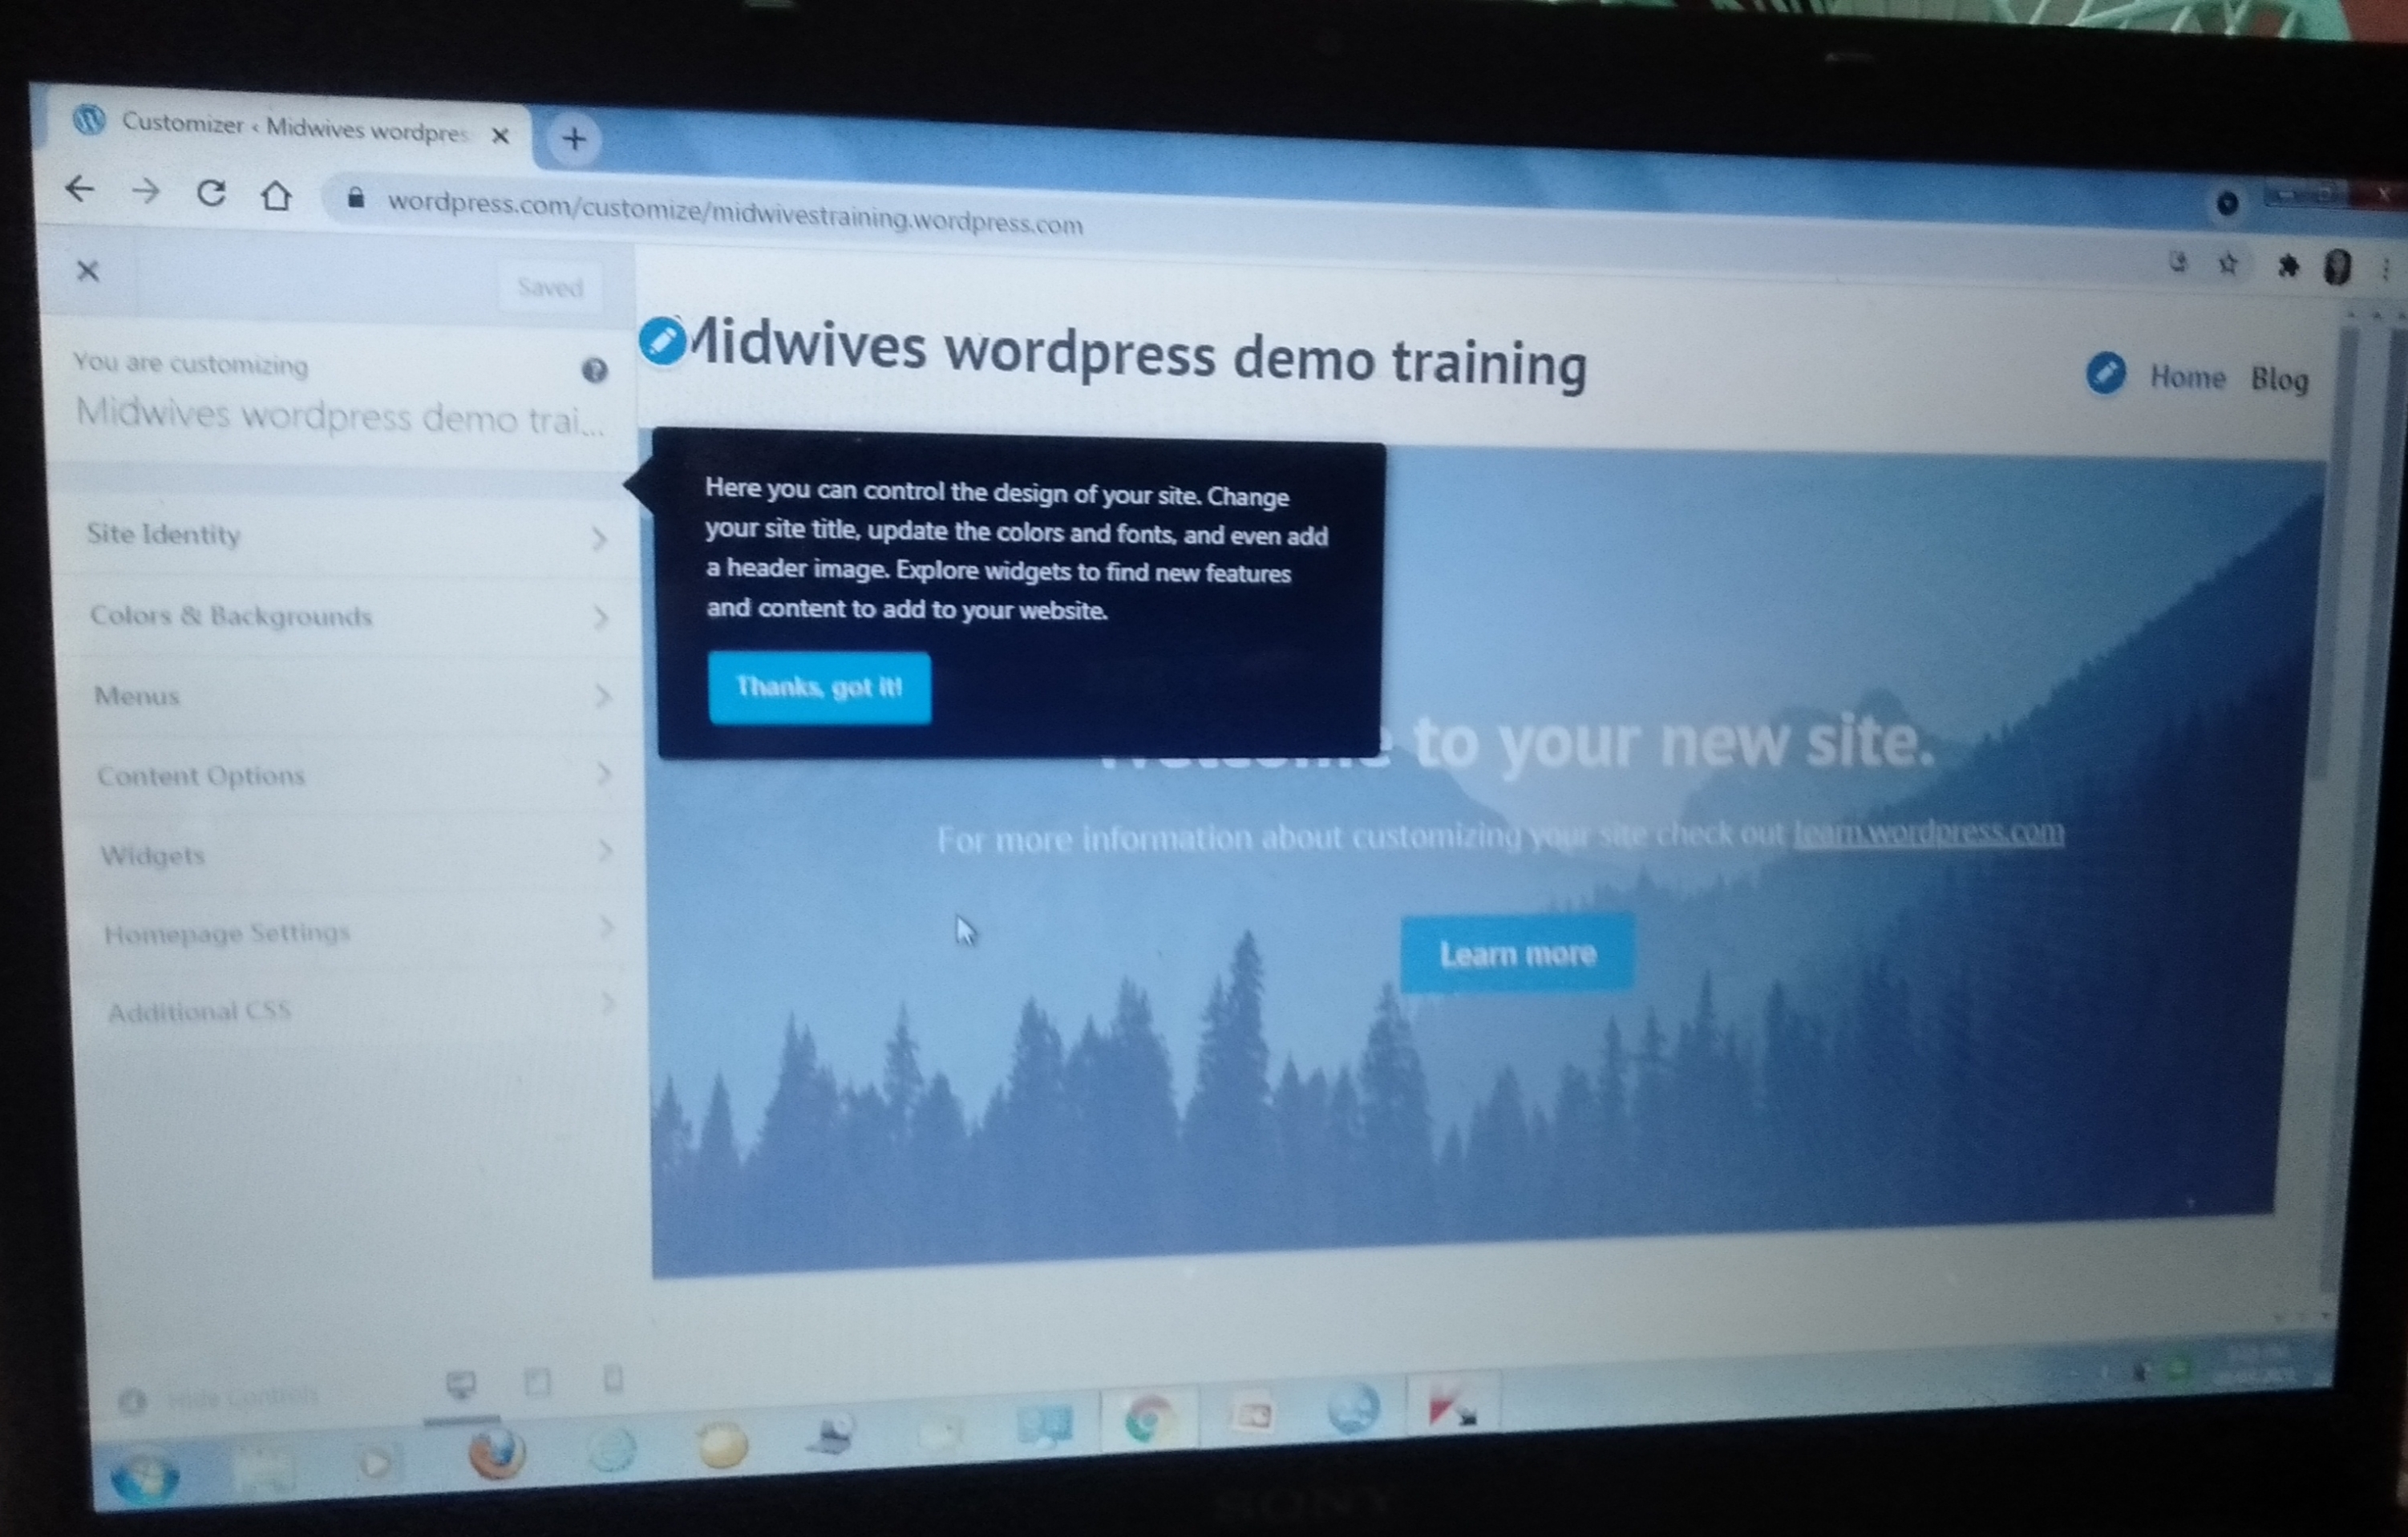 Customizer ‹ Midwives wordpres
wordpress.com/customize/midwivestraining.wordpress.com
Saved
You are customizing
Midwives wordpress demo trai...
Site Identity
Colors & Backgrounds
Menus
Content Options
Widgets
Homepage Settings
Additional CSS
Hide Controls
Midwives wordpress demo training
Home Blog
Here you can control the design of your site. Change
your site title, update the colors and fonts, and even add
a header image. Explore widgets to find new features
and content to add to your website.
Thanks, got it!
Welcome to your new site.
For more information about customizing your site check out learn.wordpress.com
Learn more
SONY